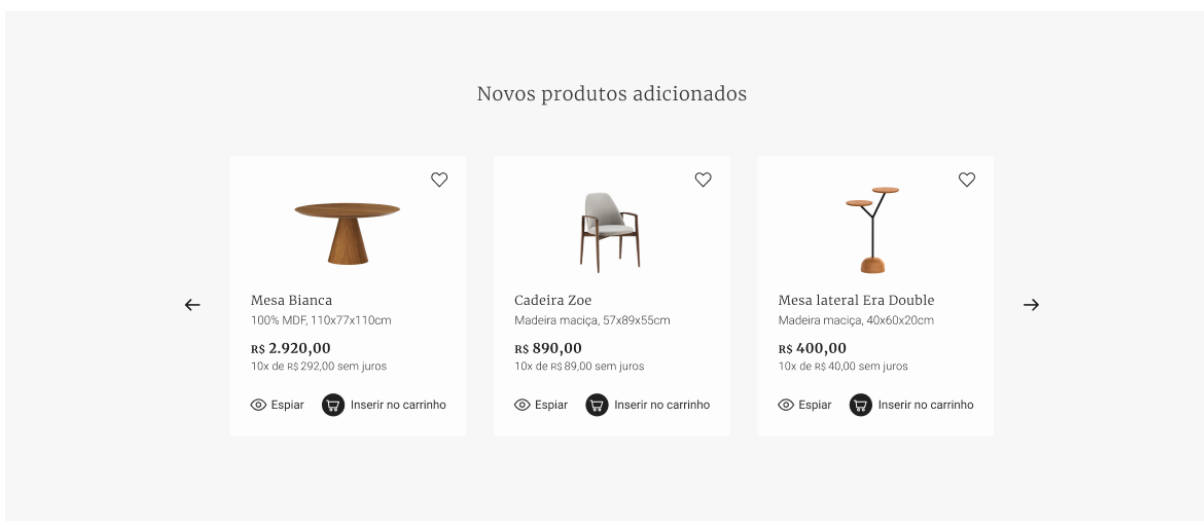 Novos produtos adicionados
Mesa Bianca
100% MDF, 110x77x110cm
R$ 2.920,00
10x de R$ 292,00 sem juros
Espiar
Inserir no carrinho
Cadeira Zoe
Madeira maciça, 57x89x55cm
R$ 890,00
10x de R$ 89,00 sem juros
Espiar
Inserir no carrinho
Mesa lateral Era Double
Madeira maciça, 40x60x20cm
R$ 400,00
10x de R$ 40,00 sem juros
Espiar
Inserir no carrinho